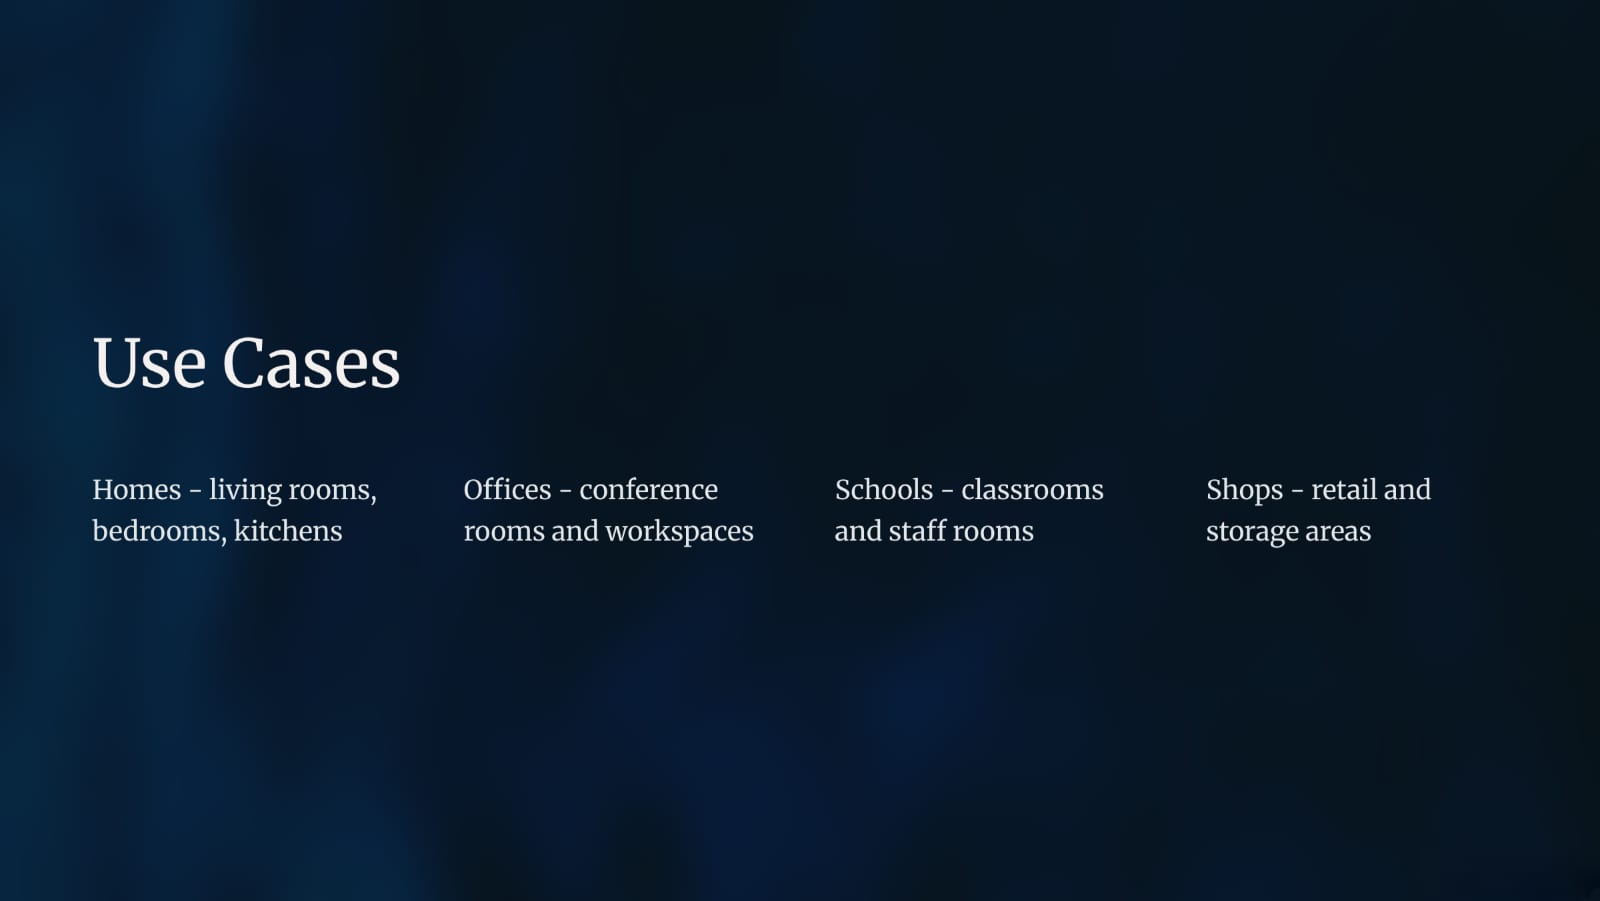 Use Cases
Homes - living rooms,
bedrooms, kitchens
Offices - conference
rooms and workspaces
Schools - classrooms
and staff rooms
Shops - retail and
storage areas